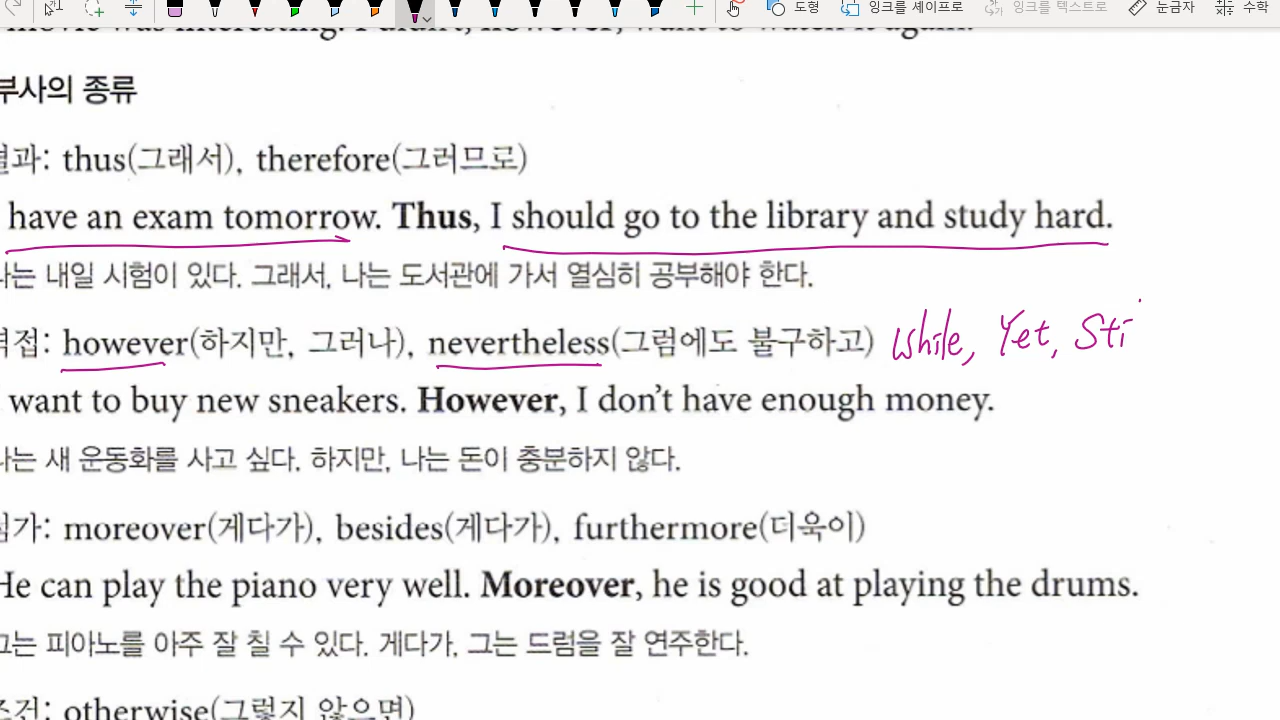 도형 잉크를 셰이프로 잉크를 텍스트로 눈금자 수학
부사의 종류
결과: thus(그래서), therefore(그러므로)
have an exam tomorrow. Thus, I should go to the library and study hard.
나는 내일 시험이 있다. 그래서, 나는 도서관에 가서 열심히 공부해야 한다.
역접: however(하지만, 그러나), nevertheless(그럼에도 불구하고) While, Yet, Sti
want to buy new sneakers. However, I don't have enough money.
나는 새 운동화를 사고 싶다. 하지만, 나는 돈이 충분하지 않다.
첨가: moreover(게다가), besides(게다가), furthermore(더욱이)
He can play the piano very well. Moreover, he is good at playing the drums.
그는 피아노를 아주 잘 칠 수 있다. 게다가, 그는 드럼을 잘 연주한다.
조건: otherwise(그렇지 않으면)